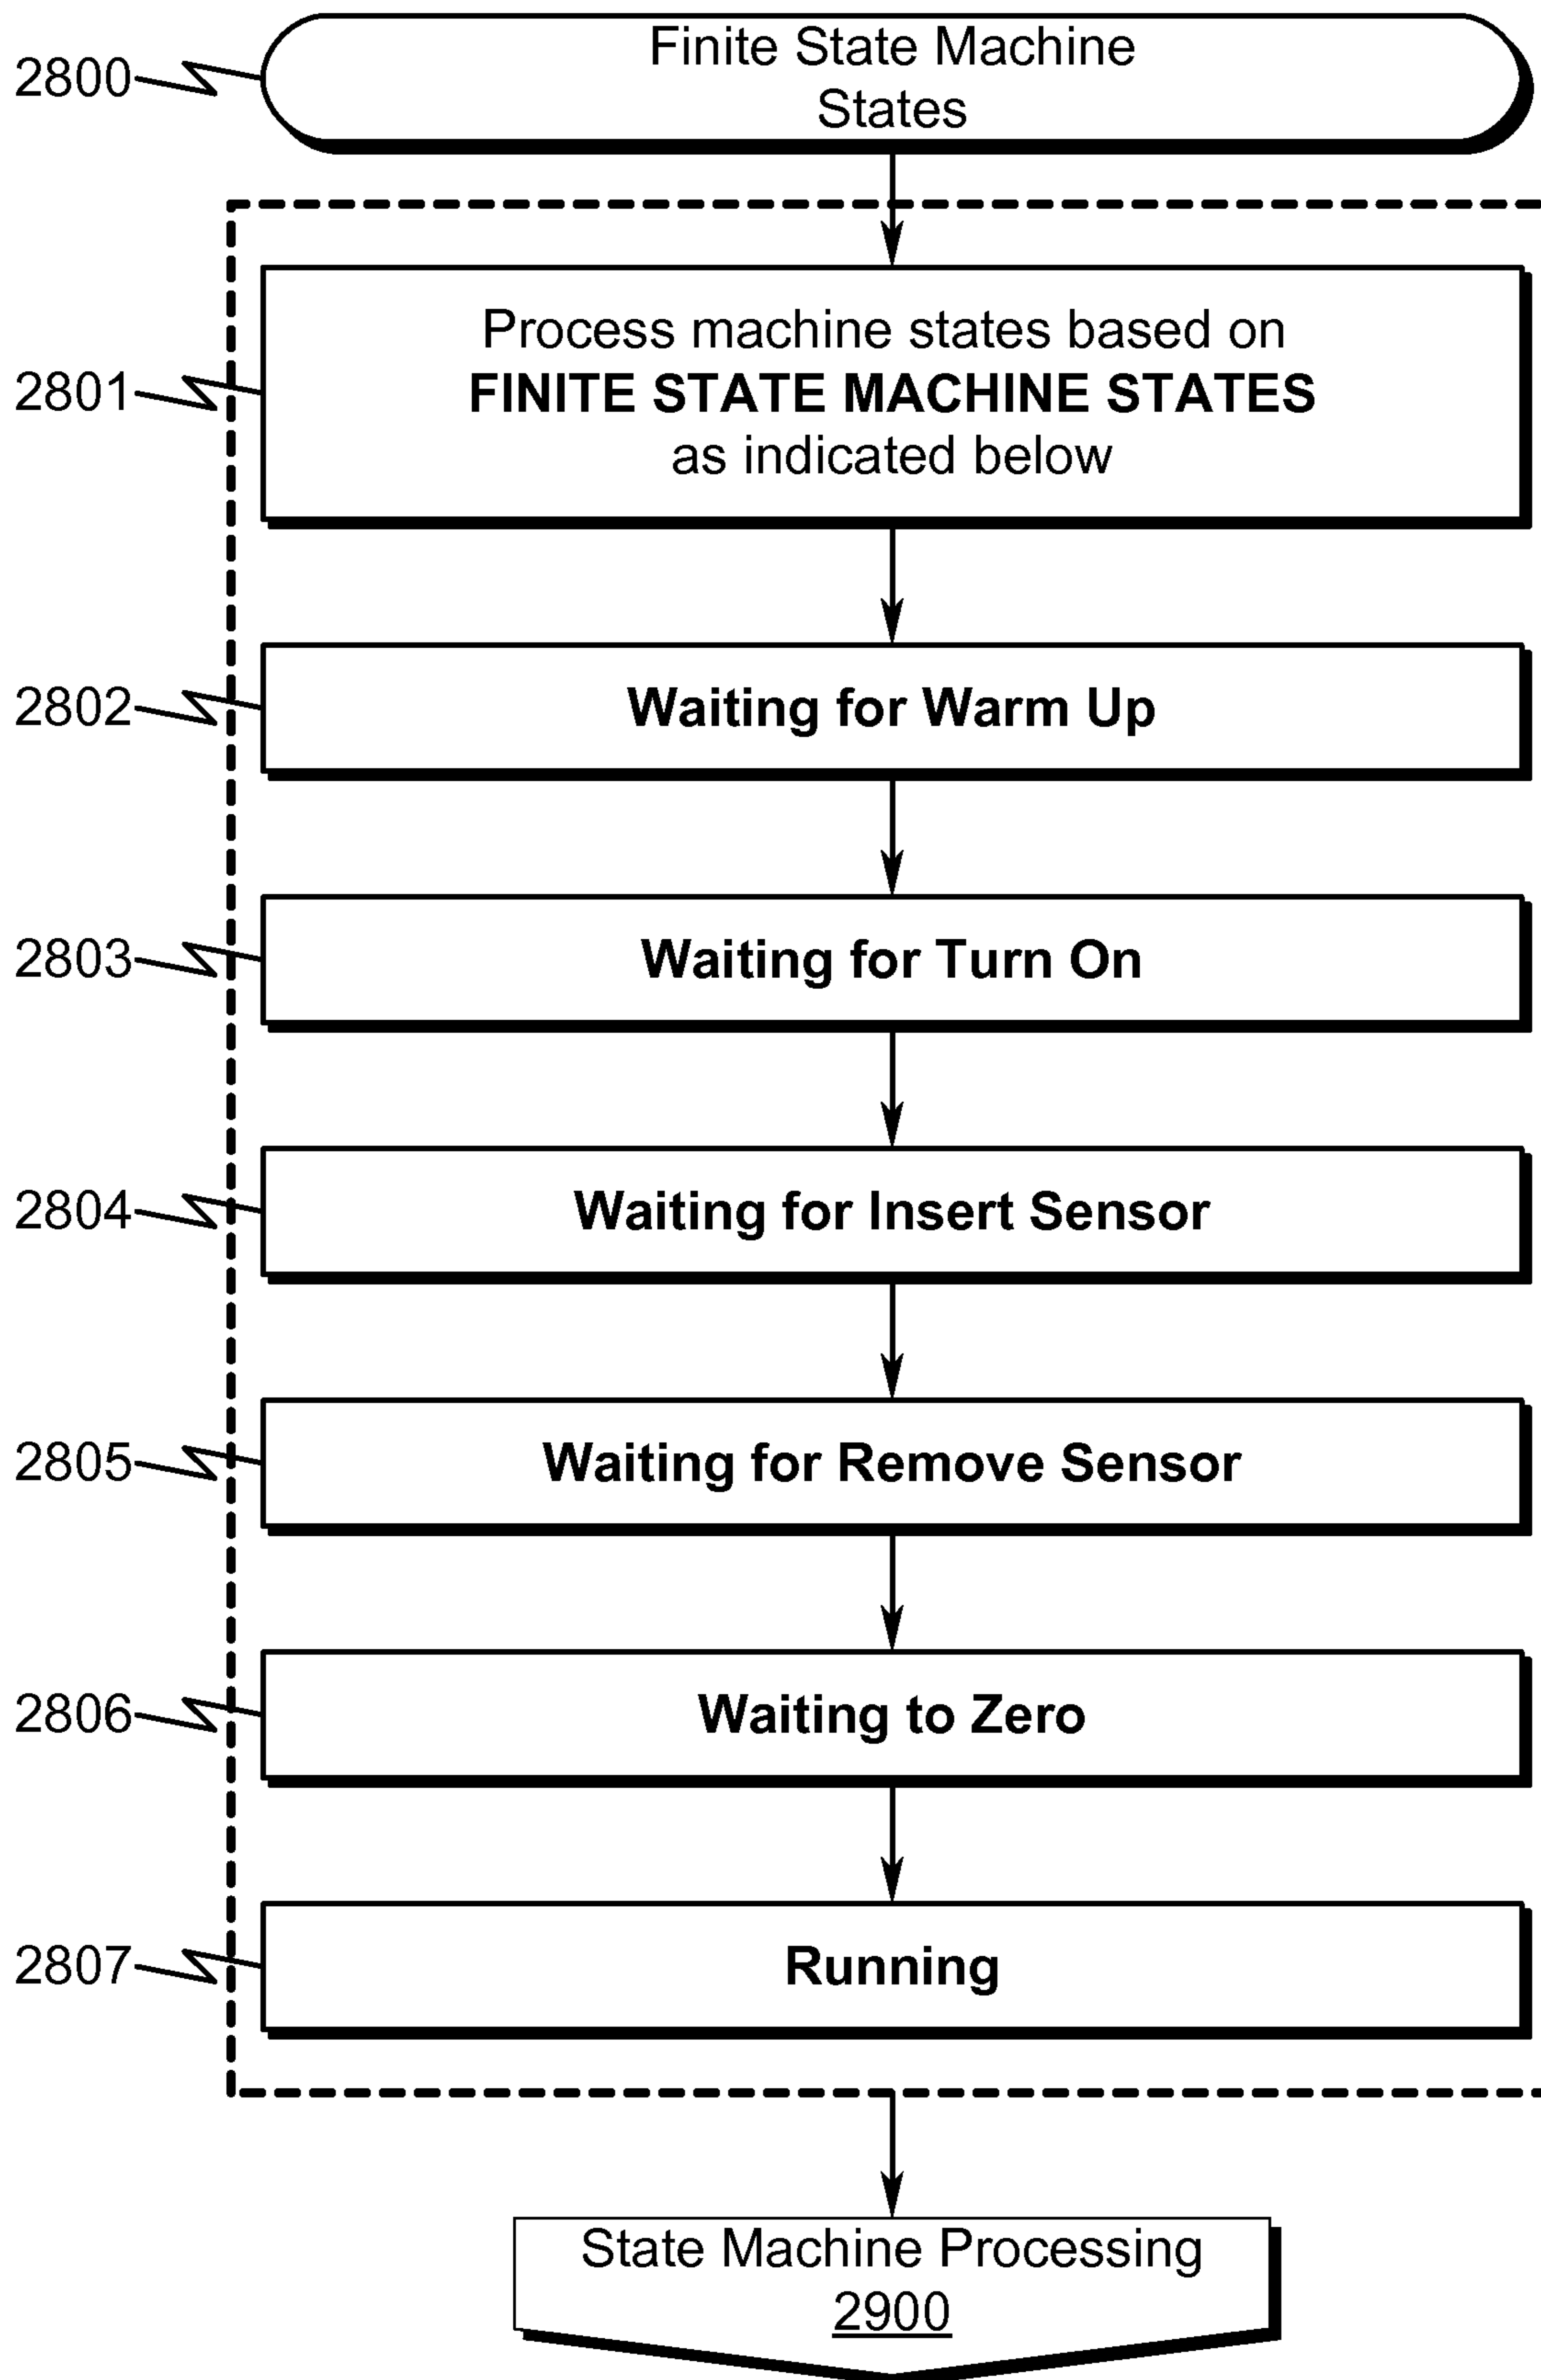 Finite State Machine
States
2800
Process machine states based on
FINITE STATE MACHINE STATES
as indicated below
2801
Waiting for Warm Up
2802
Waiting for Turn On
2803
Waiting for Insert Sensor
2804
Waiting for Remove Sensor
2805
Waiting to Zero
2806
Running
2807
State Machine Processing
2900